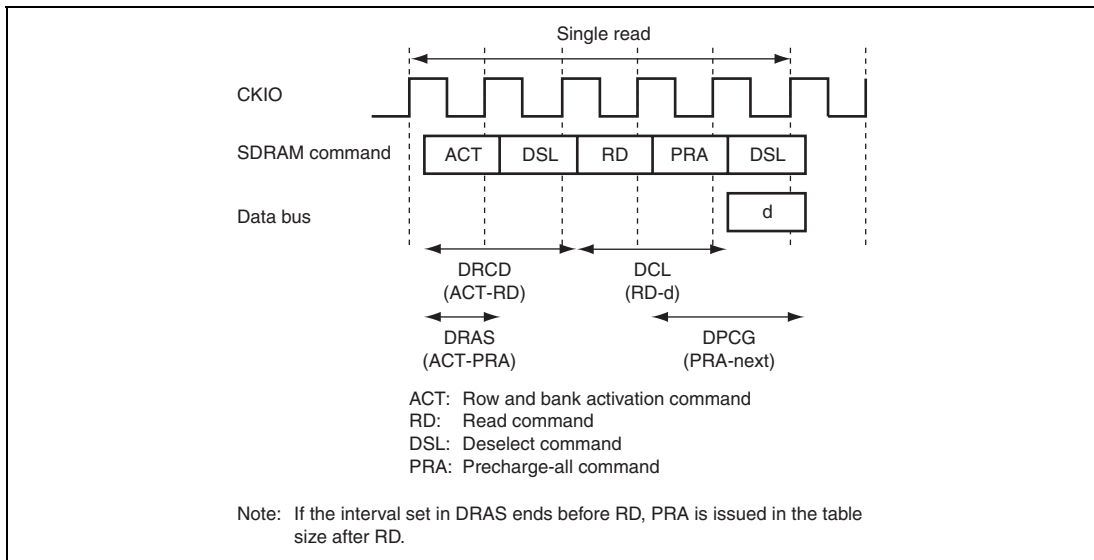 Single read
CKIO
SDRAM command
ACT DSL RD PRA DSL
Data bus
d
DRCD
(ACT-RD)
DCL
(RD-d)
DRAS
(ACT-PRA)
DPCG
(PRA-next)
ACT: Row and bank activation command
RD: Read command
DSL: Deselect command
PRA: Precharge-all command
Note: If the interval set in DRAS ends before RD, PRA is issued in the table
size after RD.